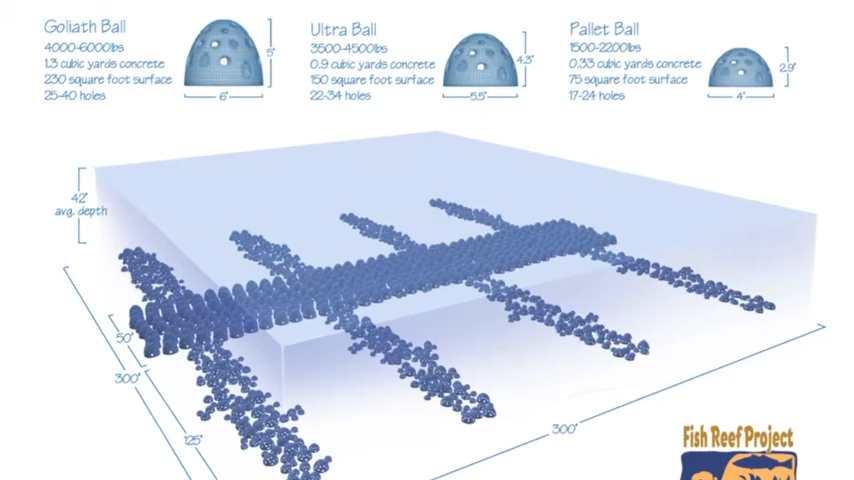 Goliath Ball
4000-6000lbs
1.3 cubic yards concrete
230 square foot surface
25-40 holes
5'
6'
Ultra Ball
3500-4500lbs
0.9 cubic yards concrete
150 square foot surface
22-34 holes
4.3'
5.5'
Pallet Ball
1500-2200lbs
0.33 cubic yards concrete
75 square foot surface
17-24 holes
2.9'
4'
42'
avg. depth
50'
300'
125'
300'
Fish Reef Project